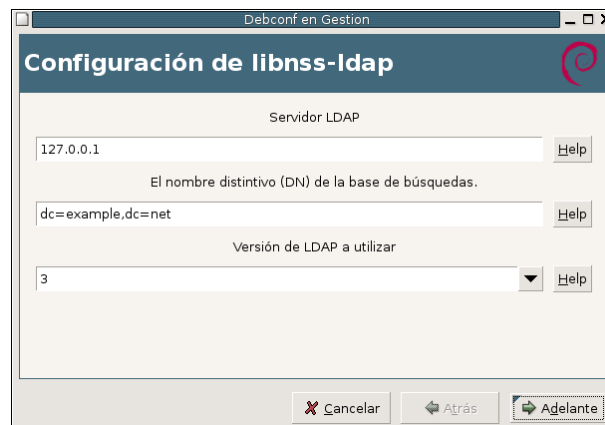 Debconf en Gestion
Configuración de libnss-ldap
Servidor LDAP
127.0.0.1
Help
El nombre distintivo (DN) de la base de búsquedas.
dc=example,dc=net
Help
Versión de LDAP a utilizar
3
Help
Cancelar
Atrás
Adelante